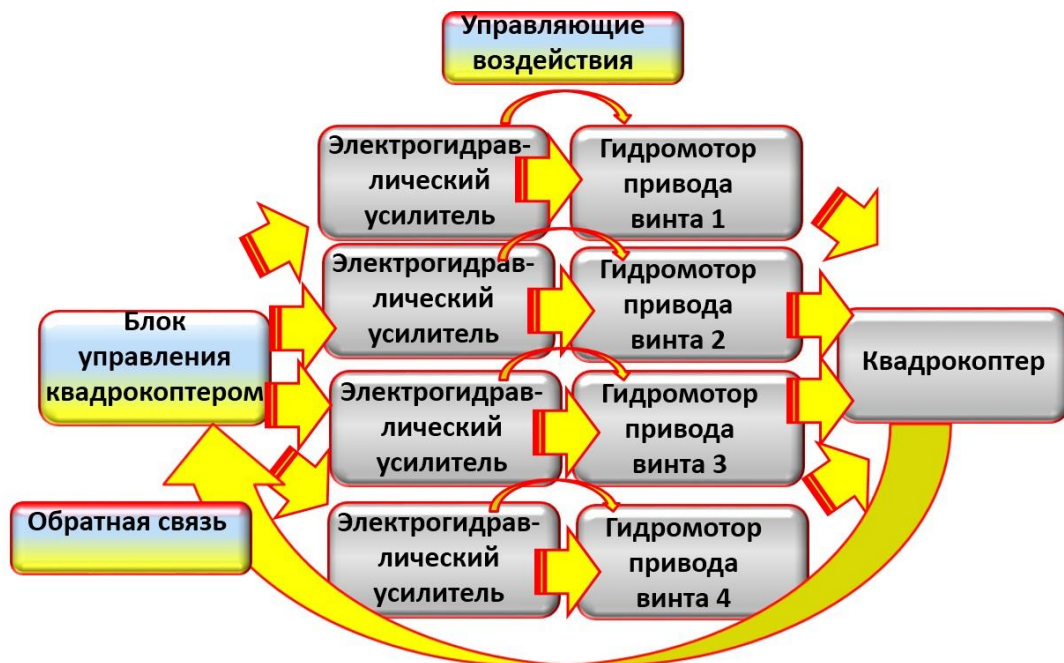 Управляющие
воздействия
Электрогидрав-
лический
усилитель
Гидромотор
привода
винта 1
Электрогидрав-
лический
усилитель
Гидромотор
привода
винта 2
Блок
управления
квадрокоптером
Квадрокоптер
Электрогидрав-
лический
усилитель
Гидромотор
привода
винта 3
Обратная связь
Электрогидрав-
лический
усилитель
Гидромотор
привода
винта 4